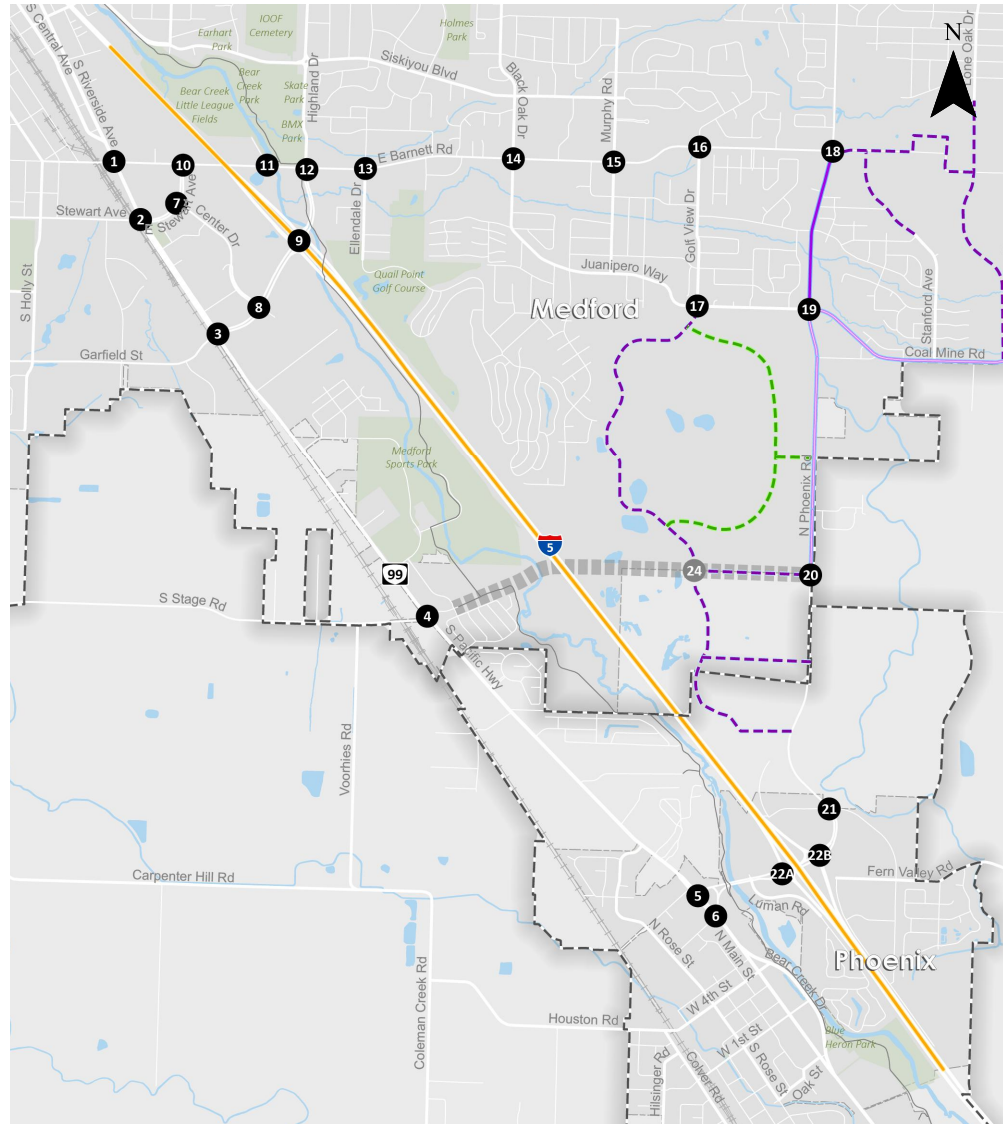 S Central Ave
S Riverside Ave
IOOF
Cemetery
Earhart
Park
Holmes
Park
Highland Dr
Siskiyou Blvd
Black Oak Dr
Murphy Rd
N
Lone Oak Dr
Bear
Creek
Park
Skate
Park
Bear Creek
Little League
Fields
BMX
Park
1
10
11
12
13
E Barnett Rd
14
15
16
18
Stewart Ave
2
7
Stewart Ave
Center Dr
9
Ellendale Dr
Golf View Dr
Juanipero Way
Quail Point
Golf Course
S Holly St
8
3
Medford
17
19
Stanford Ave
Garfield St
Coal Mine Rd
Medford
Sports Park
N Phoenix Rd
5
99
24
20
S Stage Rd
4
S Pacific Hwy
Voorhies Rd
21
22B
22A
Fern Valley Rd
Carpenter Hill Rd
5
6
Luman Rd
N Rose St
N Main St
Bear Creek Dr
Phoenix
Coleman Creek Rd
W 4th St
Houston Rd
W 1st St
S Rose St
Oak St
Blue
Heron Park
Hilsinger Rd
Colver Rd